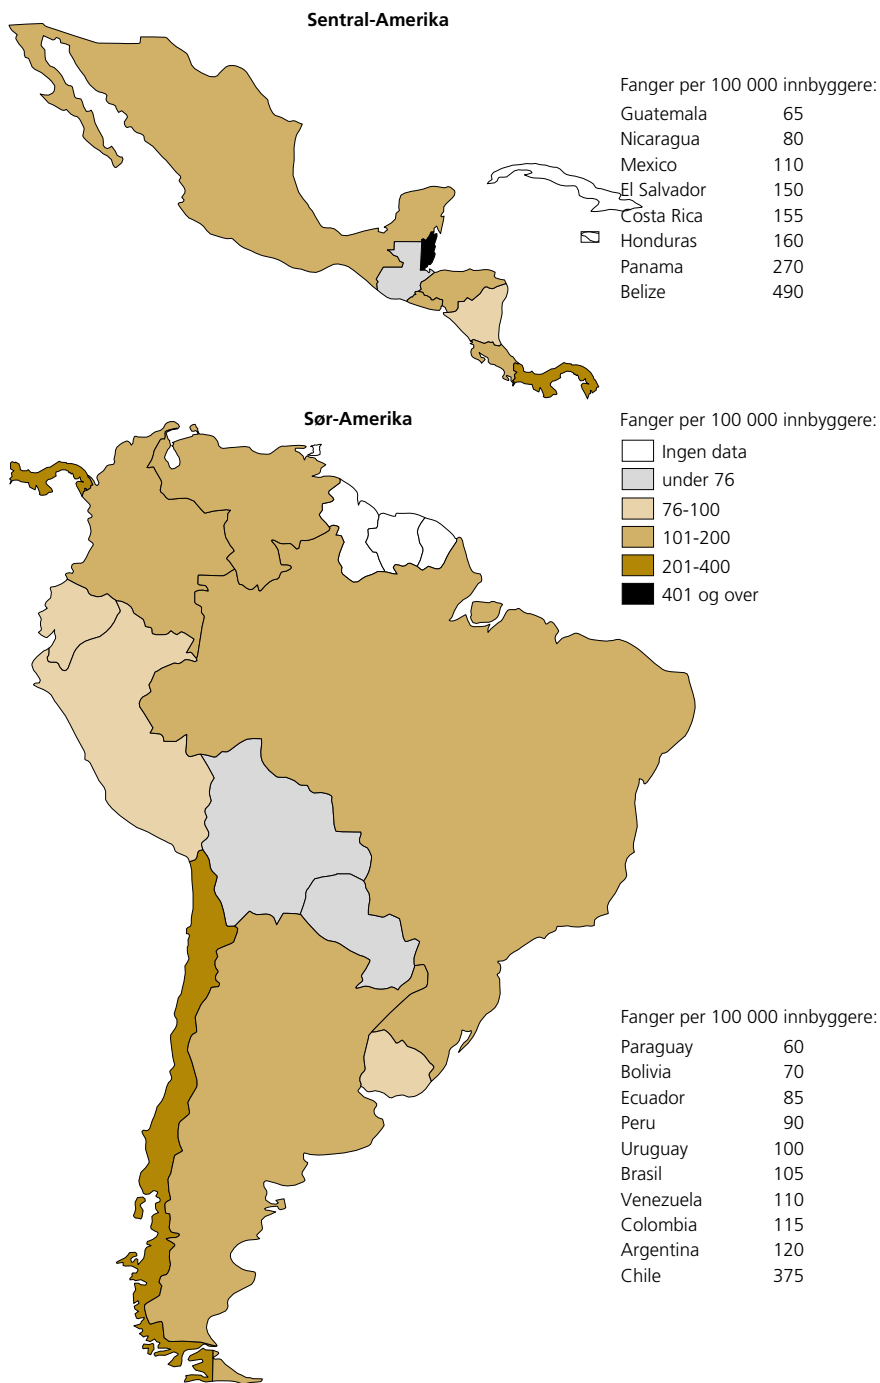 Sentral-Amerika
Fanger per 100 000 innbyggere:
Guatemala 65
Nicaragua 80
Mexico 110
El Salvador 150
Costa Rica 155
Honduras 160
Panama 270
Belize 490
Sør-Amerika
Fanger per 100 000 innbyggere:
Ingen data
under 76
76-100
101-200
201-400
401 og over
Fanger per 100 000 innbyggere:
Paraguay 60
Bolivia 70
Ecuador 85
Peru 90
Uruguay 100
Brasil 105
Venezuela 110
Colombia 115
Argentina 120
Chile 375